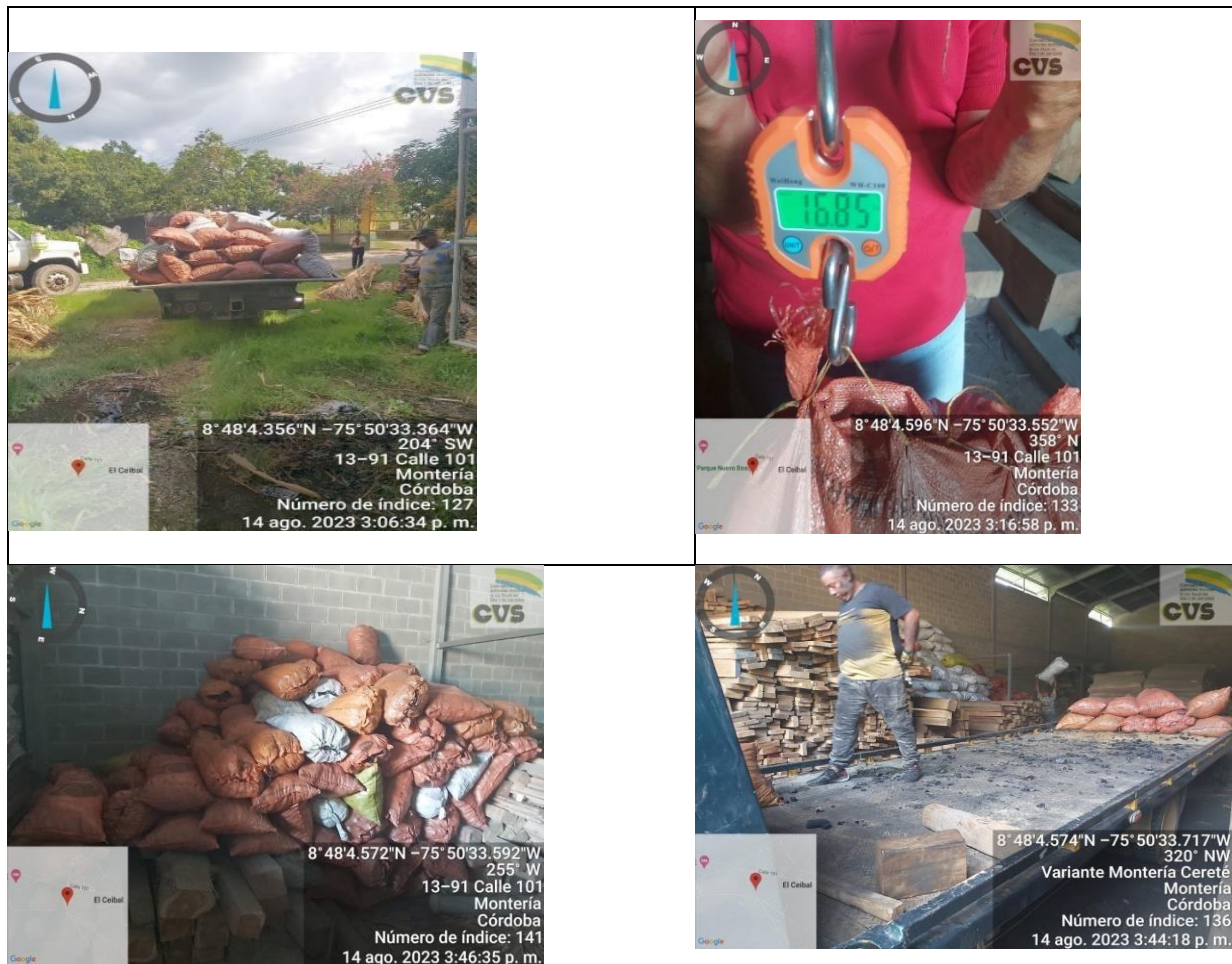 CVS
8°48'4.356"N –75°50'33.364"W
204° SW
13–91 Calle 101
Montería
Córdoba
Número de índice: 127
14 ago. 2023 3:06:34 p. m.
El Ceibal
Google
N
E
S
W
CVS
WeiHeng
WH-C100
16.85
UNIT
8°48'4.596"N –75°50'33.552"W
358° N
13–91 Calle 101
Montería
Córdoba
Número de índice: 133
14 ago. 2023 3:16:58 p. m.
El Ceibal
Google
W
N
E
S
CVS
8°48'4.572"N –75°50'33.592"W
255° W
13–91 Calle 101
Montería
Córdoba
Número de índice: 141
14 ago. 2023 3:46:35 p. m.
Calle 101
El Ceibal
Google
W
N
CVS
8°48'4.574"N –75°50'33.717"W
320° NW
Variante Montería Cereté
Montería
Córdoba
Número de índice: 136
14 ago. 2023 3:44:18 p. m.
El Ceibal
Google